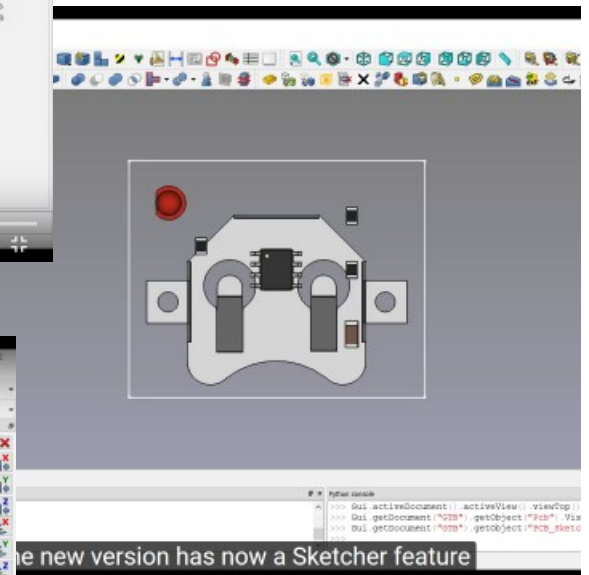 Python console
>>> Gui.activeDocument().activeView().viewTop()
>>> Gui.getDocument("GTB").getObject("Pcb").Vis
>>> Gui.getDocument("GTB").getObject("PCB_Sketc
>>>
e new version has now a Sketcher feature